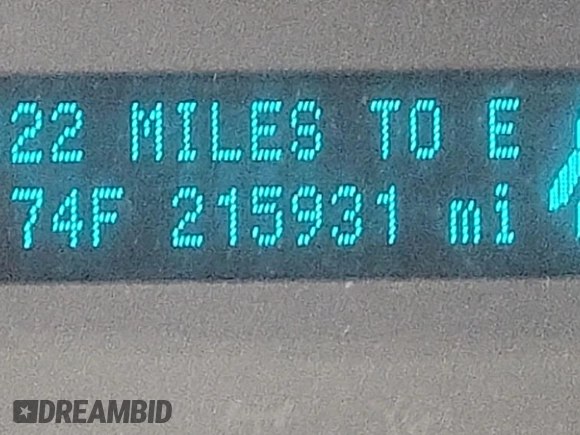 22 MILES TO E
74F 215931 mi
DREAMBID